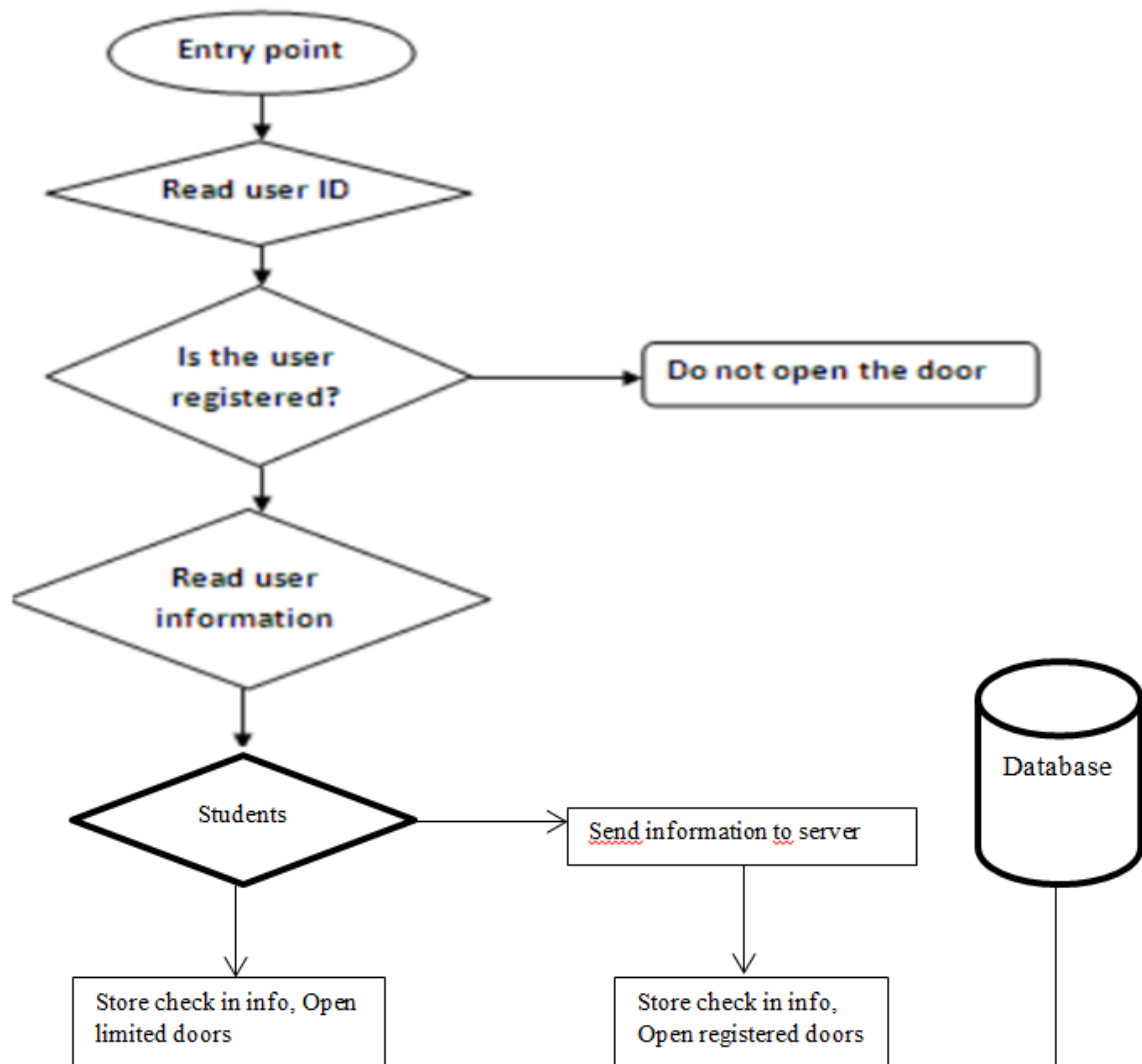 Entry point
Read user ID
Is the user
registered?
Do not open the door
Read user
information
Database
Students
Send information to server
Store check in info, Open
limited doors
Store check in info,
Open registered doors